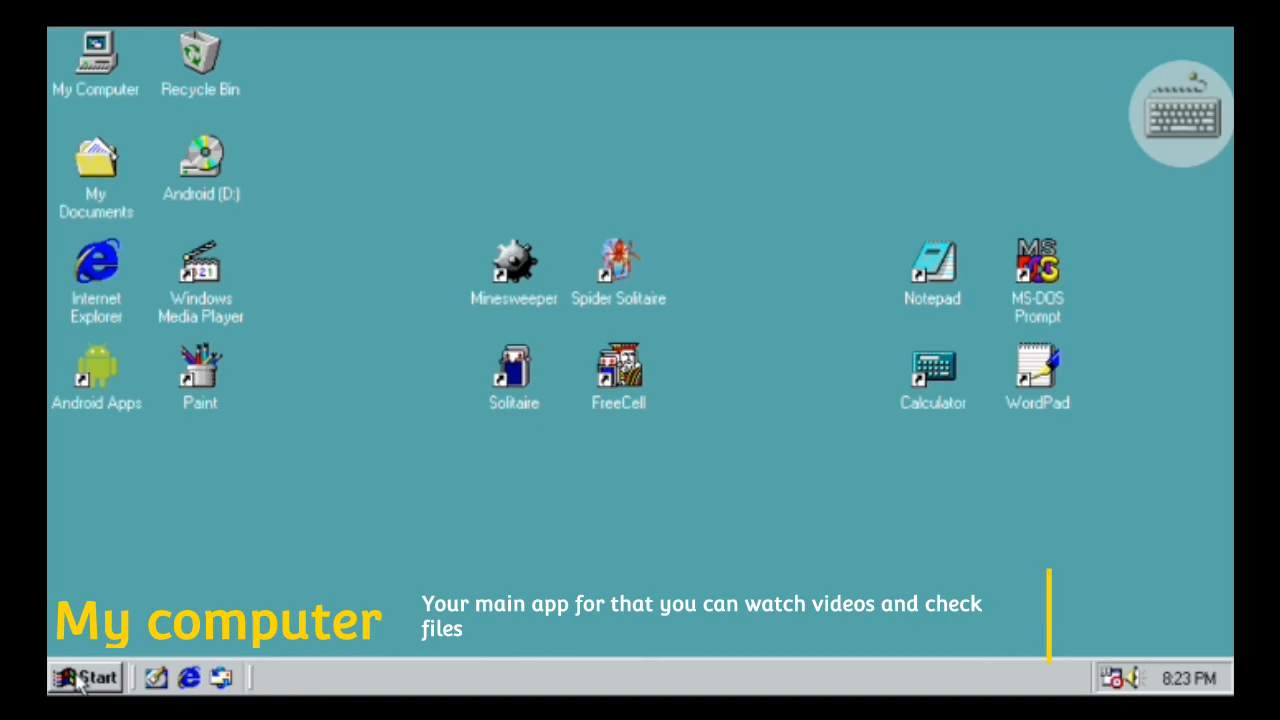 My Computer
Recycle Bin
My
Documents
Android (D:)
Internet
Explorer
Windows
Media Player
Minesweeper
Spider Solitaire
Notepad
MS-DOS
Prompt
Android Apps
Paint
Solitaire
FreeCell
Calculator
WordPad
My computer
Your main app for that you can watch videos and check
files
Start
8:23 PM